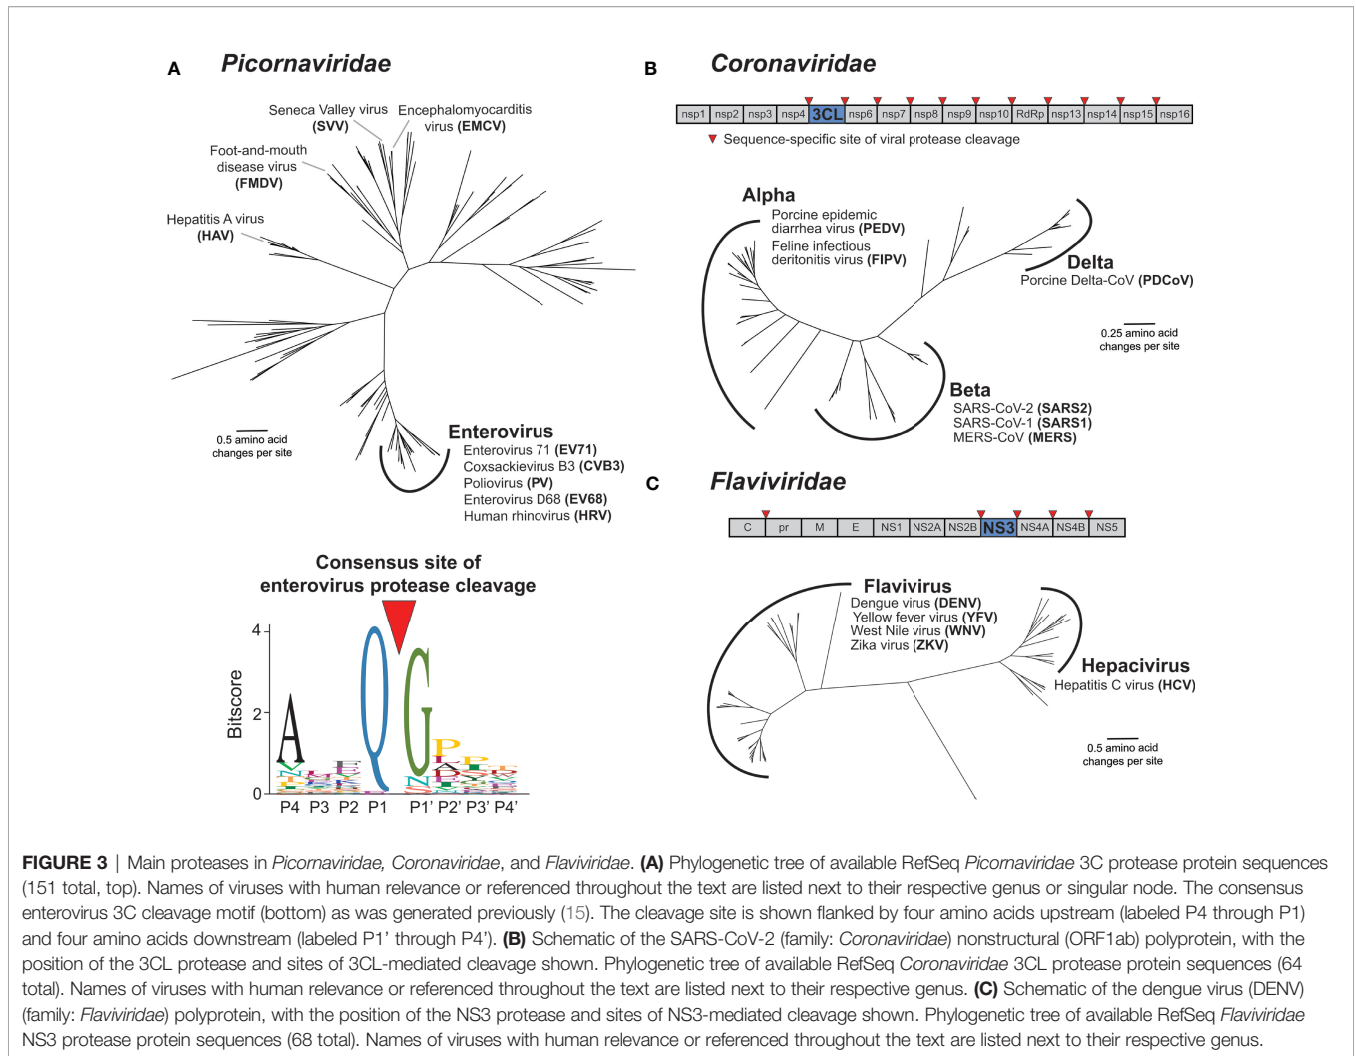 A Picornaviridae
Seneca Valley virus
(SVV)
Encephalomyocarditis
virus (EMCV)
Foot-and-mouth
disease virus
(FMDV)
Hepatitis A virus
(HAV)
0.5 amino acid
changes per site
Enterovirus
Enterovirus 71 (EV71)
Coxsackievirus B3 (CVB3)
Poliovirus (PV)
Enterovirus D68 (EV68)
Human rhinovirus (HRV)
Consensus site of
enterovirus protease cleavage
Bitscore
4
2
0
A
Q
G
P4 P3 P2 P1 P1' P2' P3' P4'
B Coronaviridae
nsp1 nsp2 nsp3 nsp4 3CL nsp6 nsp7 nsp8 nsp9 nsp10 RdRp nsp13 nsp14 nsp15 nsp16
Sequence-specific site of viral protease cleavage
Alpha
Porcine epidemic
diarrhea virus (PEDV)
Feline infectious
deritonitis virus (FIPV)
Delta
Porcine Delta-CoV (PDCoV)
0.25 amino acid
changes per site
Beta
SARS-CoV-2 (SARS2)
SARS-CoV-1 (SARS1)
MERS-CoV (MERS)
C Flaviviridae
C pr M E NS1 NS2A NS2B NS3 NS4A NS4B NS5
Flavivirus
Dengue virus (DENV)
Yellow fever virus (YFV)
West Nile virus (WNV)
Zika virus (ZKV)
Hepacivirus
Hepatitis C virus (HCV)
0.5 amino acid
changes per site
FIGURE 3 | Main proteases in Picornaviridae, Coronaviridae, and Flaviviridae. (A) Phylogenetic tree of available RefSeq Picornaviridae 3C protease protein sequences
(151 total, top). Names of viruses with human relevance or referenced throughout the text are listed next to their respective genus or singular node. The consensus
enterovirus 3C cleavage motif (bottom) as was generated previously (15). The cleavage site is shown flanked by four amino acids upstream (labeled P4 through P1)
and four amino acids downstream (labeled P1' through P4'). (B) Schematic of the SARS-CoV-2 (family: Coronaviridae) nonstructural (ORF1ab) polyprotein, with the
position of the 3CL protease and sites of 3CL-mediated cleavage shown. Phylogenetic tree of available RefSeq Coronaviridae 3CL protease protein sequences (64
total). Names of viruses with human relevance or referenced throughout the text are listed next to their respective genus. (C) Schematic of the dengue virus (DENV)
(family: Flaviviridae) polyprotein, with the position of the NS3 protease and sites of NS3-mediated cleavage shown. Phylogenetic tree of available RefSeq Flaviviridae
NS3 protease protein sequences (68 total). Names of viruses with human relevance or referenced throughout the text are listed next to their respective genus.